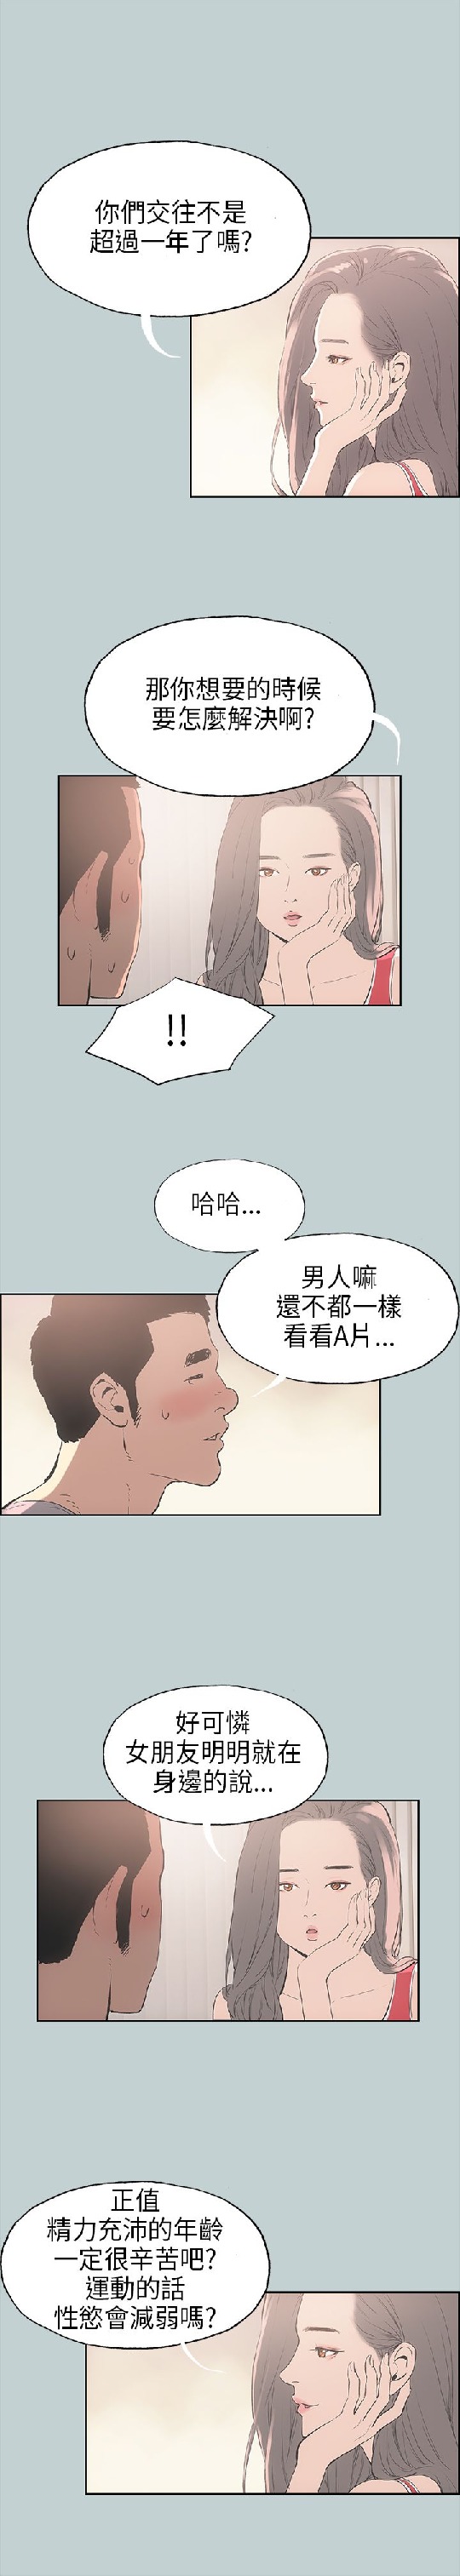 你們交往不是
超過一年了嗎?
那你想要的時候
要怎麼解決啊?
!!
哈哈...
男人嘛
還不都一樣
看看A片...
好可憐
女朋友明明就在
身邊的說...
正值
精力充沛的年齡
一定很辛苦吧?
運動的話
性慾會減弱嗎?